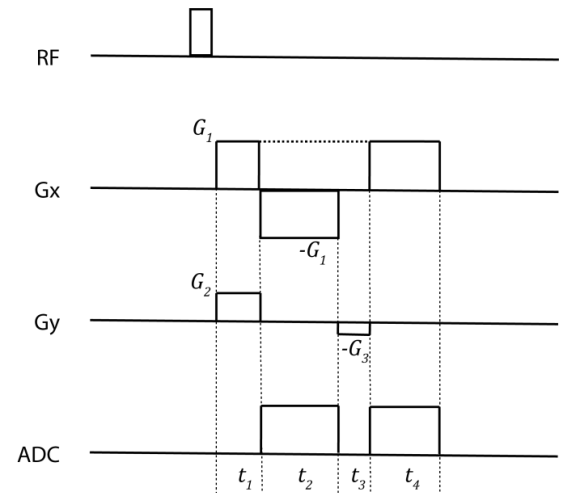 RF
G₁
Gx
-G₁
G₂
Gy
-G₃
ADC
t₁ t₂ t₃ t₄